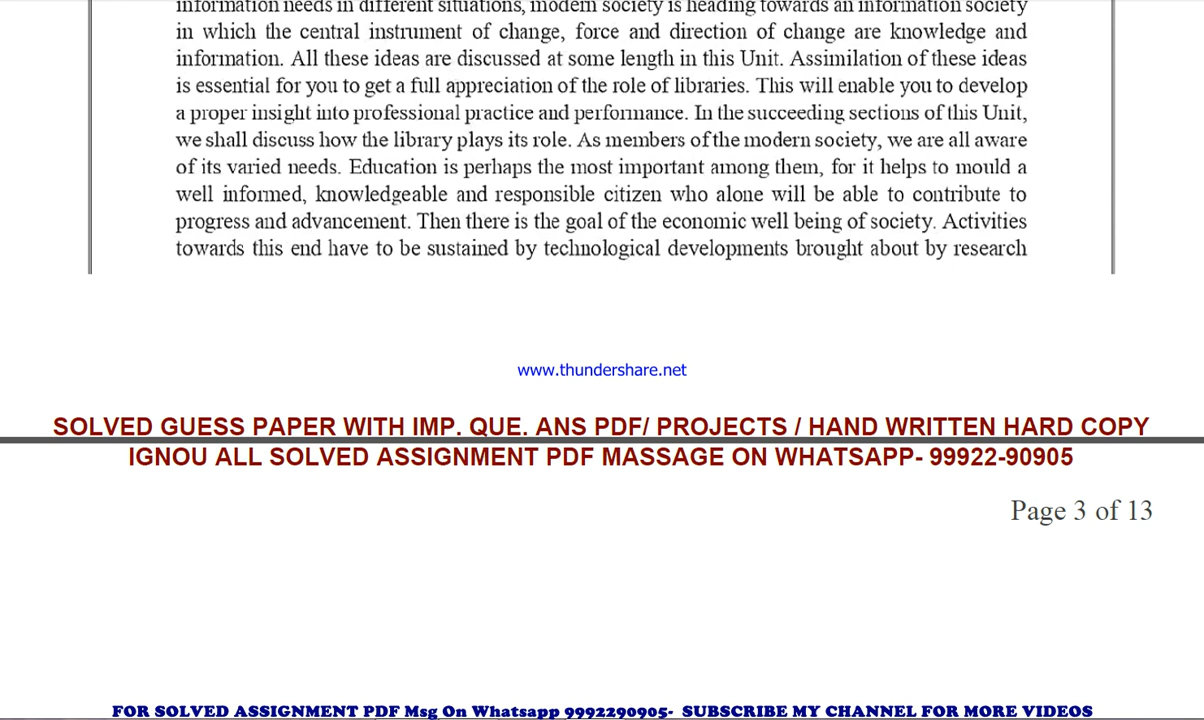 information needs in different situations, modern society is heading towards an information society
in which the central instrument of change, force and direction of change are knowledge and
information. All these ideas are discussed at some length in this Unit. Assimilation of these ideas
is essential for you to get a full appreciation of the role of libraries. This will enable you to develop
a proper insight into professional practice and performance. In the succeeding sections of this Unit,
we shall discuss how the library plays its role. As members of the modern society, we are all aware
of its varied needs. Education is perhaps the most important among them, for it helps to mould a
well informed, knowledgeable and responsible citizen who alone will be able to contribute to
progress and advancement. Then there is the goal of the economic well being of society. Activities
towards this end have to be sustained by technological developments brought about by research
www.thundershare.net
SOLVED GUESS PAPER WITH IMP. QUE. ANS PDF/ PROJECTS / HAND WRITTEN HARD COPY
IGNOU ALL SOLVED ASSIGNMENT PDF MASSAGE ON WHATSAPP- 99922-90905
Page 3 of 13
FOR SOLVED ASSIGNMENT PDF Msg On Whatsapp 9992290905- SUBSCRIBE MY CHANNEL FOR MORE VIDEOS